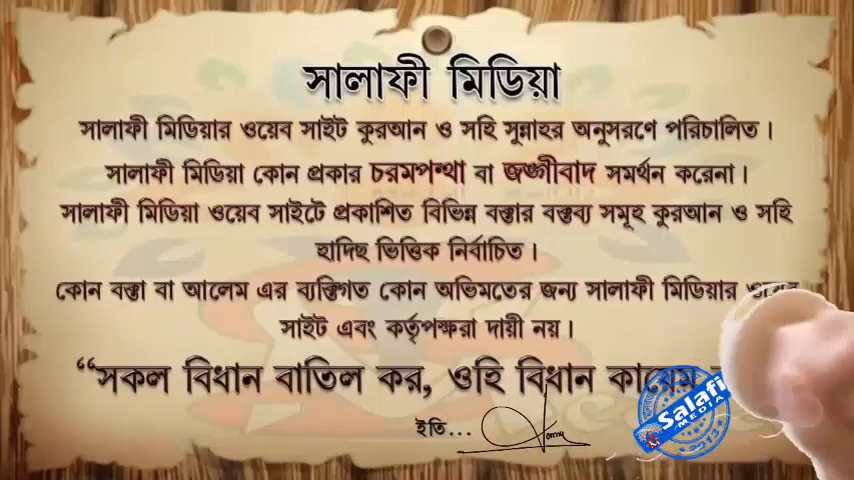 সালাফী মিডিয়া
সালাফী মিডিয়ার ওয়েব সাইট কুরআন ও সহি সুন্নাহর অনুসরণে পরিচালিত।
সালাফী মিডিয়া কোন প্রকার চরমপন্থা বা জঙ্গীবাদ সমর্থন করেনা।
সালাফী মিডিয়া ওয়েব সাইটে প্রকাশিত বিভিন্ন বক্তার বক্তব্য সমূহ কুরআন ও সহি
হাদিছ ভিত্তিক নির্বাচিত।
কোন বক্তা বা আলেম এর ব্যক্তিগত কোন অভিমতের জন্য সালাফী মিডিয়ার
সাইট এবং কর্তৃপক্ষরা দায়ী নয়।
“সকল বিধান বাতিল কর, ওহি বিধান কায়েম
ইতি...
Salafi
MEDIA
2013